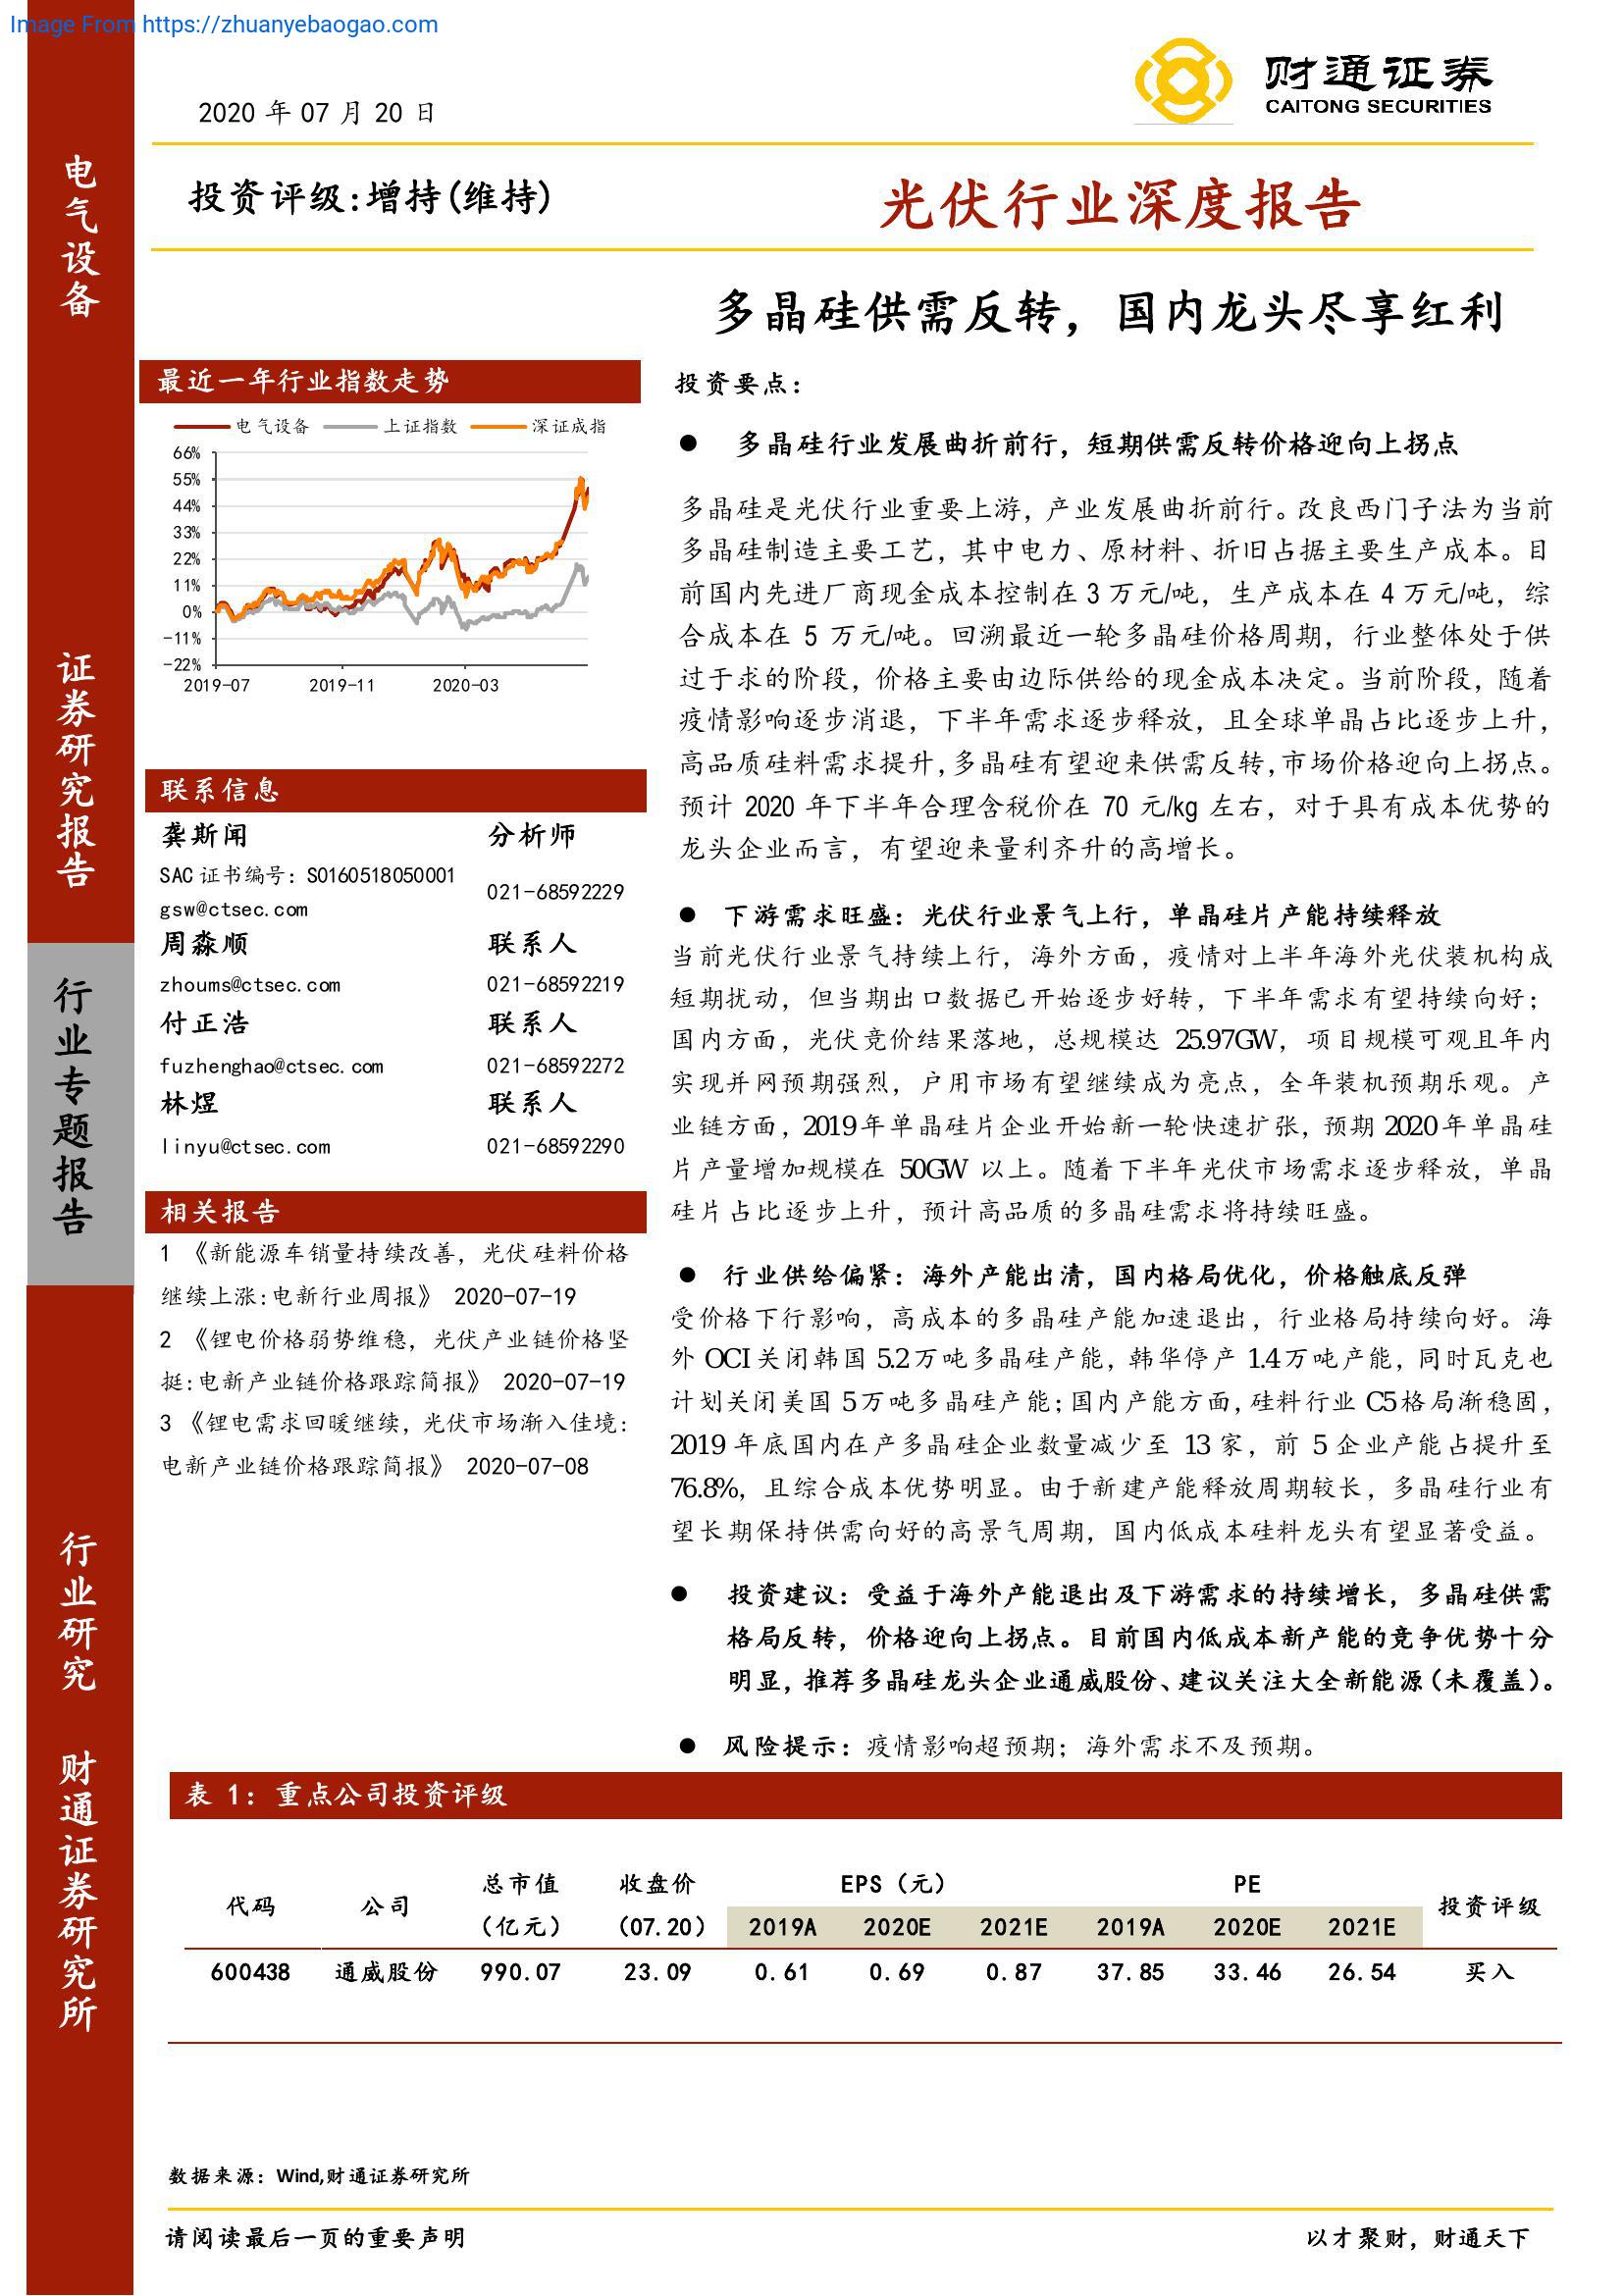 Image From https://zhuanyebaogao.com
财通证券
CAITONG SECURITIES
2020 年 07 月 20 日
投资评级:增持(维持)
光伏行业深度报告
多晶硅供需反转，国内龙头尽享红利
电气设备
证券研究报告
行业专题报告
行业研究
财通证券研究所
最近一年行业指数走势
电气设备 上证指数 深证成指
66%
55%
44%
33%
22%
11%
0%
-11%
-22%
2019-07 2019-11 2020-03
联系信息
龚斯闻 分析师
SAC 证书编号：S0160518050001
021-68592229
gsw@ctsec.com
周淼顺 联系人
zhoums@ctsec.com 021-68592219
付正浩 联系人
fuzhenghao@ctsec.com 021-68592272
林煜 联系人
linyu@ctsec.com 021-68592290
相关报告
1 《新能源车销量持续改善，光伏硅料价格
继续上涨:电新行业周报》 2020-07-19
2 《锂电价格弱势维稳，光伏产业链价格坚
挺:电新产业链价格跟踪简报》 2020-07-19
3 《锂电需求回暖继续，光伏市场渐入佳境:
电新产业链价格跟踪简报》 2020-07-08
投资要点：
● 多晶硅行业发展曲折前行，短期供需反转价格迎向上拐点
多晶硅是光伏行业重要上游，产业发展曲折前行。改良西门子法为当前
多晶硅制造主要工艺，其中电力、原材料、折旧占据主要生产成本。目
前国内先进厂商现金成本控制在 3 万元/吨，生产成本在 4 万元/吨，综
合成本在 5 万元/吨。回溯最近一轮多晶硅价格周期，行业整体处于供
过于求的阶段，价格主要由边际供给的现金成本决定。当前阶段，随着
疫情影响逐步消退，下半年需求逐步释放，且全球单晶占比逐步上升，
高品质硅料需求提升,多晶硅有望迎来供需反转,市场价格迎向上拐点。
预计 2020 年下半年合理含税价在 70 元/kg 左右，对于具有成本优势的
龙头企业而言，有望迎来量利齐升的高增长。
● 下游需求旺盛：光伏行业景气上行，单晶硅片产能持续释放
当前光伏行业景气持续上行，海外方面，疫情对上半年海外光伏装机构成
短期扰动，但当期出口数据已开始逐步好转，下半年需求有望持续向好；
国内方面，光伏竞价结果落地，总规模达 25.97GW，项目规模可观且年内
实现并网预期强烈，户用市场有望继续成为亮点，全年装机预期乐观。产
业链方面，2019 年单晶硅片企业开始新一轮快速扩张，预期 2020 年单晶硅
片产量增加规模在 50GW 以上。随着下半年光伏市场需求逐步释放，单晶
硅片占比逐步上升，预计高品质的多晶硅需求将持续旺盛。
● 行业供给偏紧：海外产能出清，国内格局优化，价格触底反弹
受价格下行影响，高成本的多晶硅产能加速退出，行业格局持续向好。海
外 OCI 关闭韩国 5.2 万吨多晶硅产能，韩华停产 1.4 万吨产能，同时瓦克也
计划关闭美国 5 万吨多晶硅产能；国内产能方面，硅料行业 C5 格局渐稳固，
2019 年底国内在产多晶硅企业数量减少至 13 家，前 5 企业产能占提升至
76.8%，且综合成本优势明显。由于新建产能释放周期较长，多晶硅行业有
望长期保持供需向好的高景气周期，国内低成本硅料龙头有望显著受益。
● 投资建议：受益于海外产能退出及下游需求的持续增长，多晶硅供需
格局反转，价格迎向上拐点。目前国内低成本新产能的竞争优势十分
明显，推荐多晶硅龙头企业通威股份、建议关注大全新能源（未覆盖）。
● 风险提示：疫情影响超预期；海外需求不及预期。
表 1：重点公司投资评级
代码 公司 总市值（亿元） 收盘价（07.20） EPS（元） PE 投资评级
2019A 2020E 2021E 2019A 2020E 2021E
600438 通威股份 990.07 23.09 0.61 0.69 0.87 37.85 33.46 26.54 买入
数据来源：Wind,财通证券研究所
请阅读最后一页的重要声明
以才聚财，财通天下